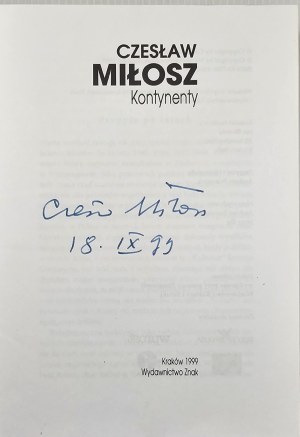 CZESŁAW
MIŁOSZ
Kontynenty
Czesław Miłosz
18. IX 99
Kraków 1999
Wydawnictwo Znak